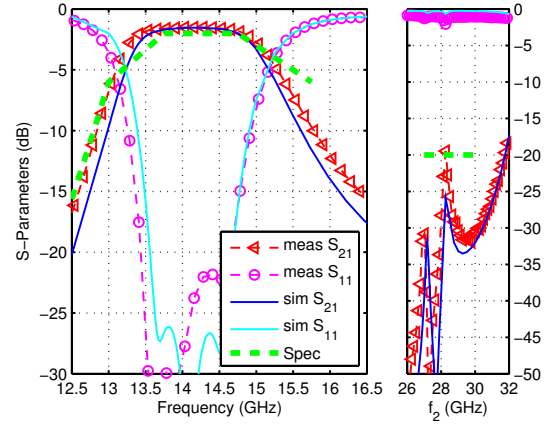 S−Parameters (dB)
0
−5
−10
−15
−20
−25
−30
12.5 13 13.5 14 14.5 15 15.5 16 16.5
Frequency (GHz)
meas S21
meas S11
sim S21
sim S11
Spec
0
−5
−10
−15
−20
−25
−30
−35
−40
−45
−50
26 28 30 32
f2 (GHz)